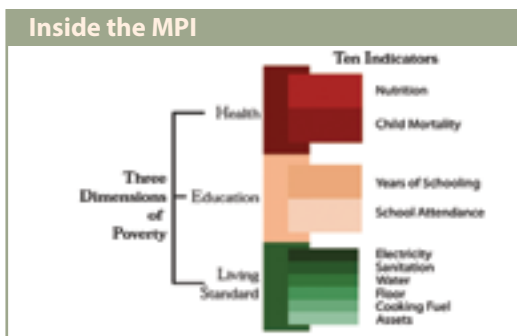 Inside the MPI
Ten Indicators
Three
Dimensions
of
Poverty
Health
Nutrition
Child Mortality
Education
Years of Schooling
School Attendance
Living
Standard
Electricity
Sanitation
Water
Floor
Cooking Fuel
Assets